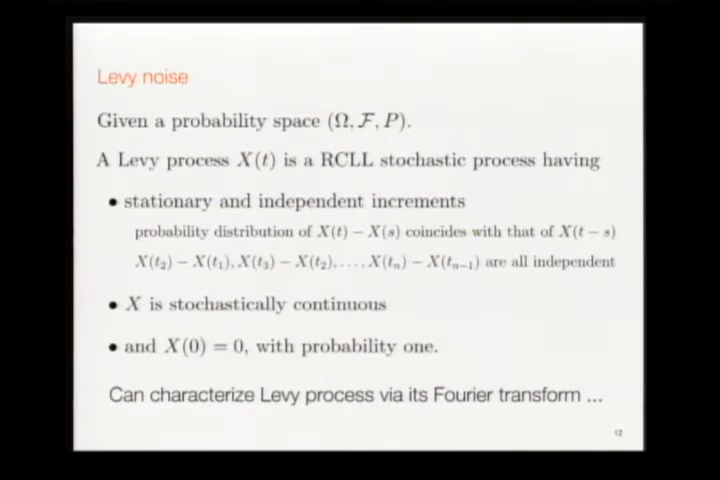 Levy noise
Given a probability space (Ω, ℱ, P).
A Levy process X(t) is a RCLL stochastic process having
• stationary and independent increments
probability distribution of X(t) − X(s) coincides with that of X(t − s)
X(t₂) − X(t₁), X(t₃) − X(t₂), . . . , X(tₙ) − X(tₙ₋₁) are all independent
• X is stochastically continuous
• and X(0) = 0, with probability one.
Can characterize Levy process via its Fourier transform ...
12